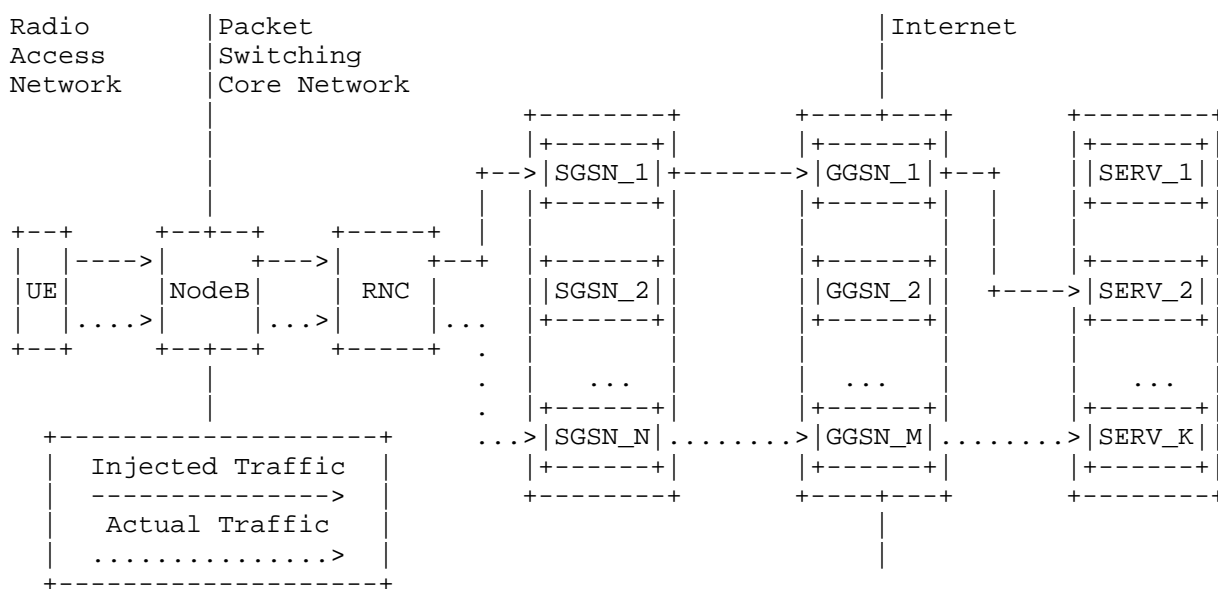 Radio Packet Internet
Access Switching
Network Core Network
SGSN_1 GGSN_1 SERV_1
UE NodeB RNC SGSN_2 GGSN_2 SERV_2
... ... ...
SGSN_N GGSN_M SERV_K
Injected Traffic
Actual Traffic